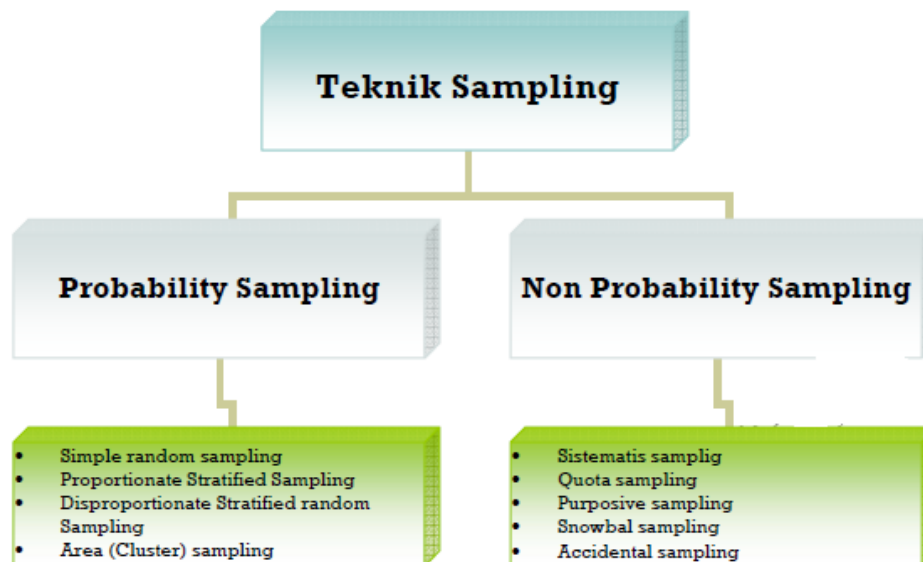 Teknik Sampling
Probability Sampling
Non Probability Sampling
• Simple random sampling
• Proportionate Stratified Sampling
• Disproportionate Stratified random
Sampling
• Area (Cluster) sampling
• Sistematis samplig
• Quota sampling
• Purposive sampling
• Snowbal sampling
• Accidental sampling